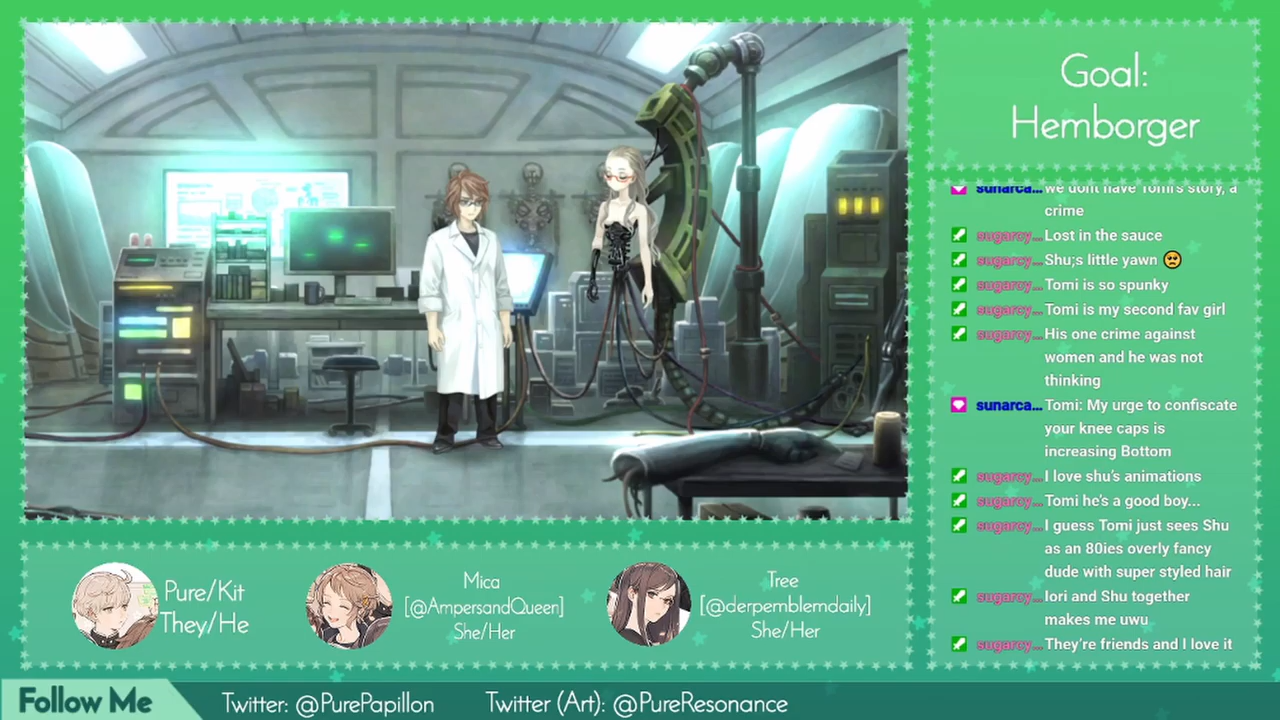 Goal:
Hemborger
sunarca... we dont have Tomi's story, a
crime
sugarcy... Lost in the sauce
sugarcy... Shu;s little yawn 🥺
sugarcy... Tomi is so spunky
sugarcy... Tomi is my second fav girl
sugarcy... His one crime against
women and he was not
thinking
sunarca... Tomi: My urge to confiscate
your knee caps is
increasing Bottom
sugarcy... I love shu's animations
sugarcy... Tomi he's a good boy...
sugarcy... I guess Tomi just sees Shu
as an 80ies overly fancy
dude with super styled hair
sugarcy... Iori and Shu together
makes me uwu
sugarcy... They're friends and I love it
Pure/Kit
They/He
Mica
[@AmpersandQueen]
She/Her
Tree
[@derpemblemdaily]
She/Her
Follow Me
Twitter: @PurePapillon
Twitter (Art): @PureResonance